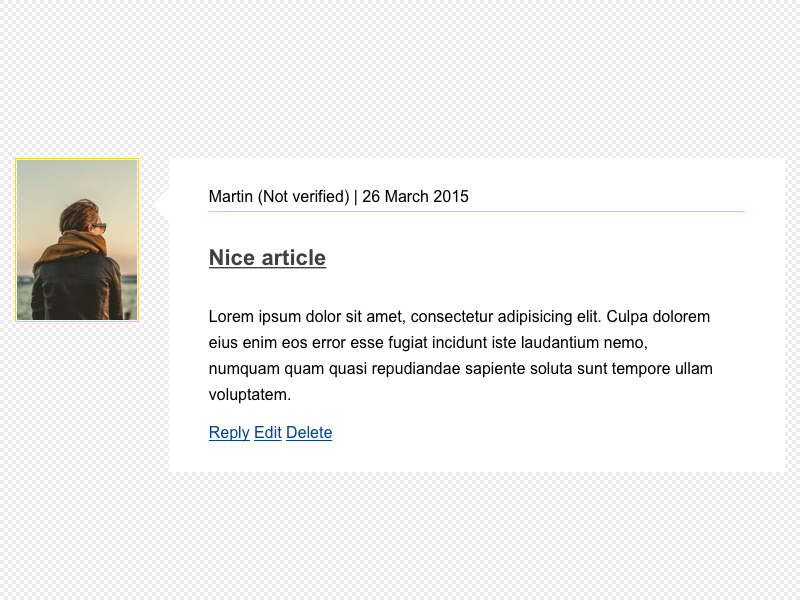 Martin (Not verified) | 26 March 2015
Nice article
Lorem ipsum dolor sit amet, consectetur adipisicing elit. Culpa dolorem
eius enim eos error esse fugiat incidunt iste laudantium nemo,
numquam quam quasi repudiandae sapiente soluta sunt tempore ullam
voluptatem.
Reply Edit Delete